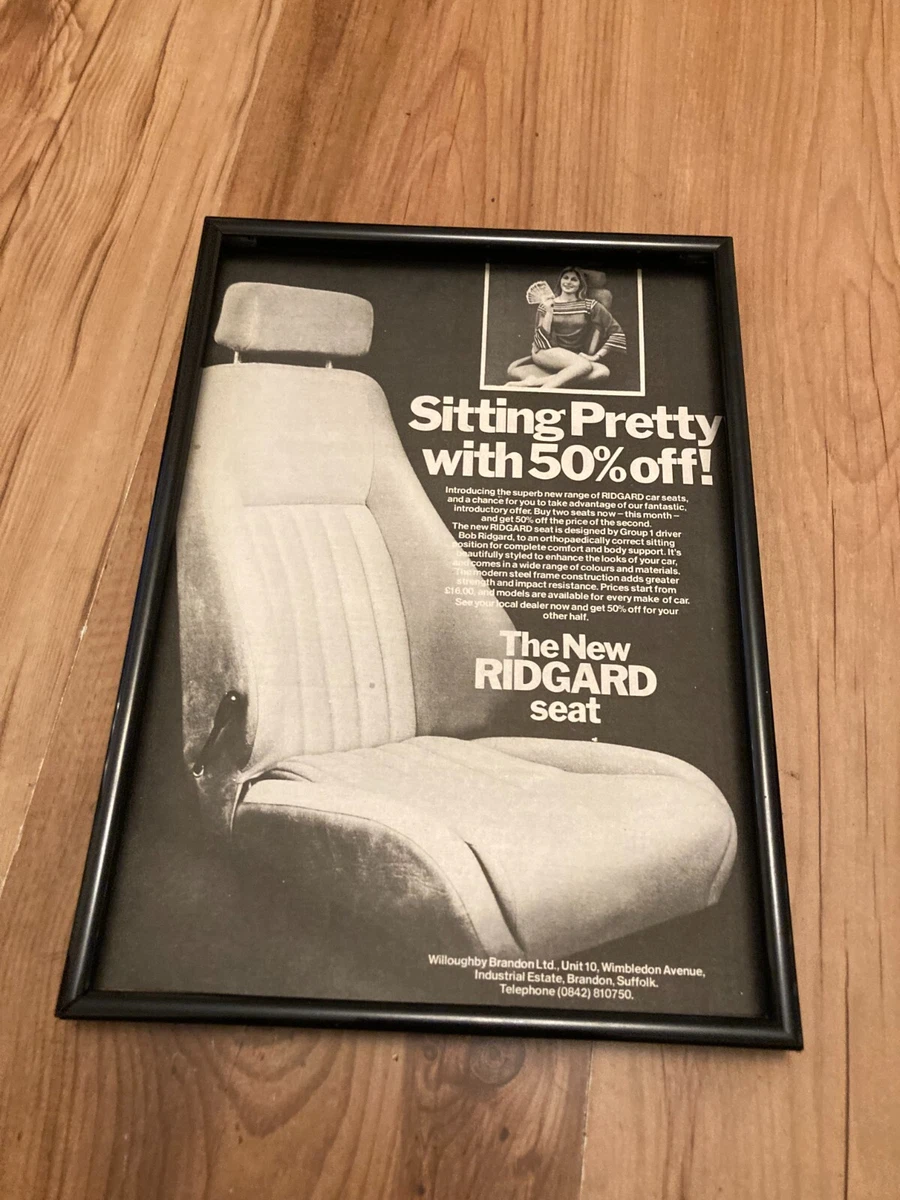 Sitting Pretty
with 50% off!
Introducing the superb new range of RIDGARD car seats,
and a chance for you to take advantage of our fantastic,
introductory offer. Buy two seats now – this month –
and get 50% off the price of the second.
The new RIDGARD seat is designed by Group 1 driver
Bob Ridgard, to an orthopaedically correct sitting
position for complete comfort and body support. It's
beautifully styled to enhance the looks of your car,
and comes in a wide range of colours and materials.
The modern steel frame construction adds greater
strength and impact resistance. Prices start from
£16.00, and models are available for every make of car.
See your local dealer now and get 50% off for your
other half.
The New
RIDGARD
seat
Willoughby Brandon Ltd., Unit 10, Wimbledon Avenue,
Industrial Estate, Brandon, Suffolk.
Telephone (0842) 810750.